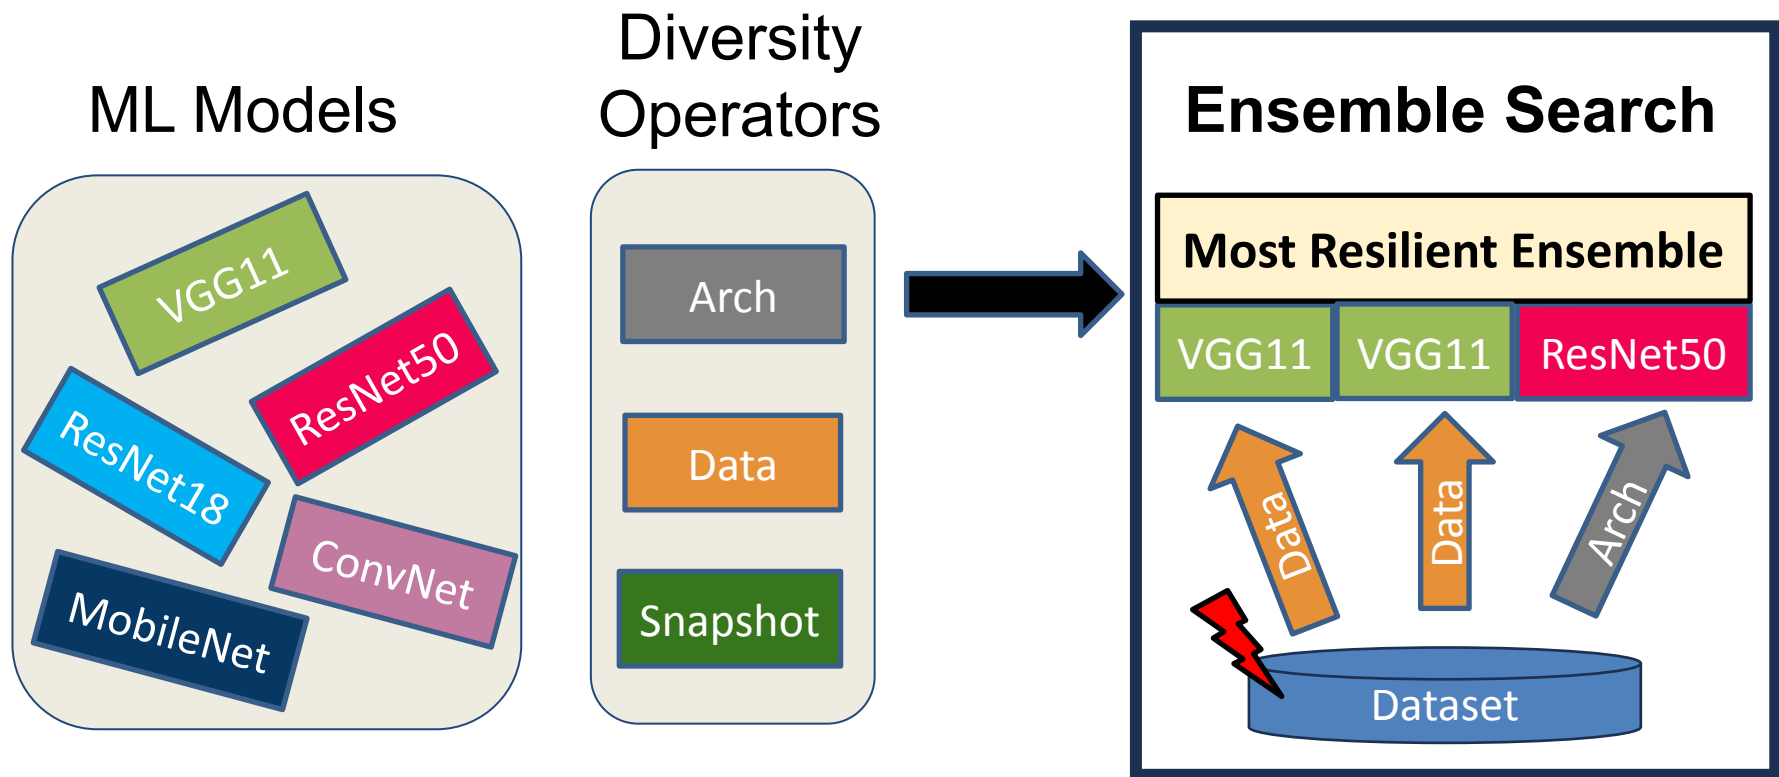 ML Models
VGG11
ResNet50
ResNet18
ConvNet
MobileNet
Diversity
Operators
Arch
Data
Snapshot
Ensemble Search
Most Resilient Ensemble
VGG11
VGG11
ResNet50
Data
Data
Arch
Dataset